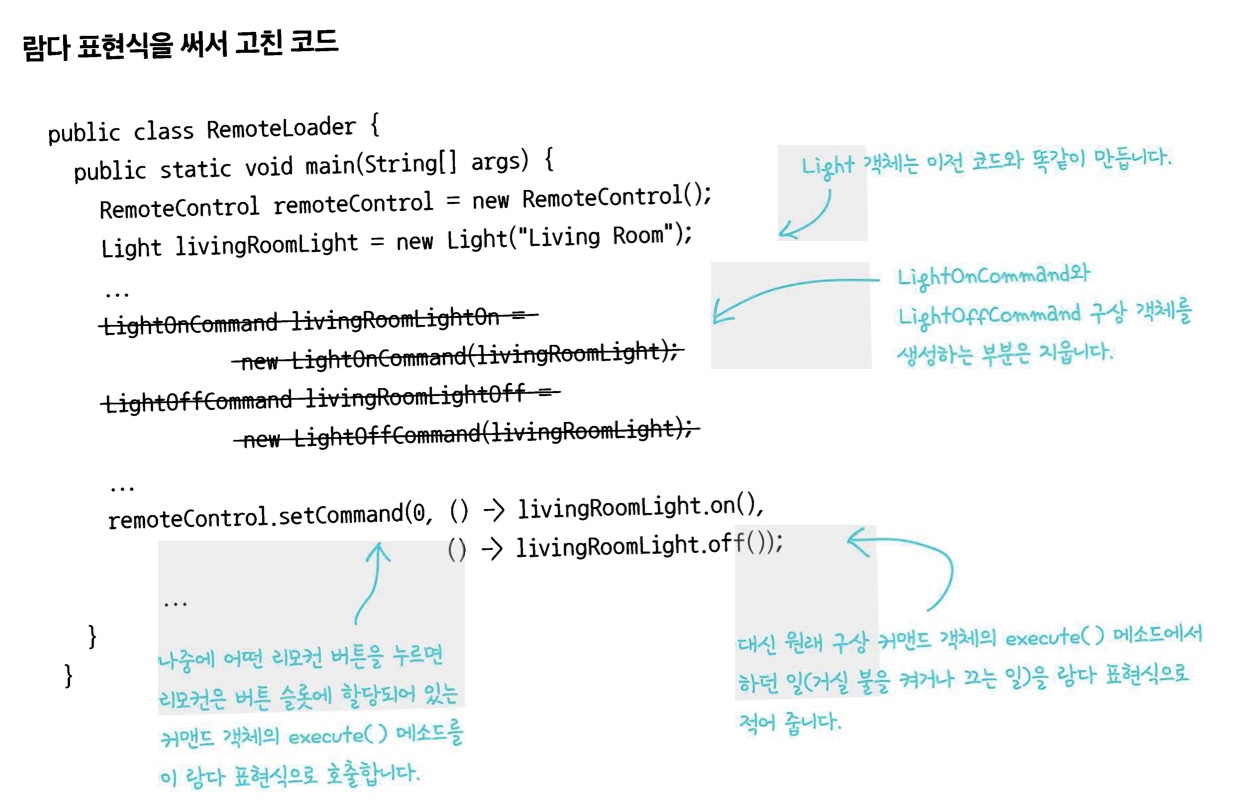 람다 표현식을 써서 고친 코드
public class RemoteLoader {
public static void main(String[] args) {
RemoteControl remoteControl = new RemoteControl();
Light livingRoomLight = new Light("Living Room");
...
LightOnCommand livingRoomLightOn =
new LightOnCommand(livingRoomLight);
LightOffCommand livingRoomLightOff =
new LightOffCommand(livingRoomLight);
...
remoteControl.setCommand(0, () -> livingRoomLight.on(),
() -> livingRoomLight.off());
...
}
}
Light 객체는 이전 코드와 똑같이 만듭니다.
LightOnCommand와
LightOffCommand 구상 객체를
생성하는 부분은 지웁니다.
나중에 어떤 리모컨 버튼을 누르면
리모컨은 버튼 슬롯에 할당되어 있는
커맨드 객체의 execute() 메소드를
이 람다 표현식으로 호출합니다.
대신 원래 구상 커맨드 객체의 execute() 메소드에서
하던 일(거실 불을 켜거나 끄는 일)을 람다 표현식으로
적어 줍니다.